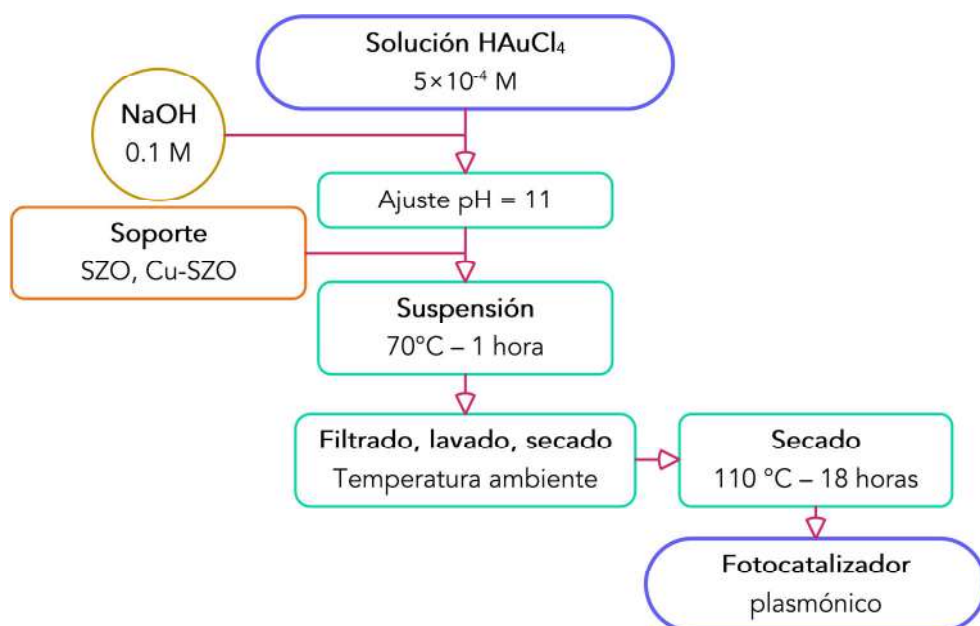 Solución HAuCl₄
5×10⁻⁴ M
NaOH
0.1 M
Ajuste pH = 11
Soporte
SZO, Cu-SZO
Suspensión
70°C – 1 hora
Filtrado, lavado, secado
Temperatura ambiente
Secado
110 °C – 18 horas
Fotocatalizador
plasmónico